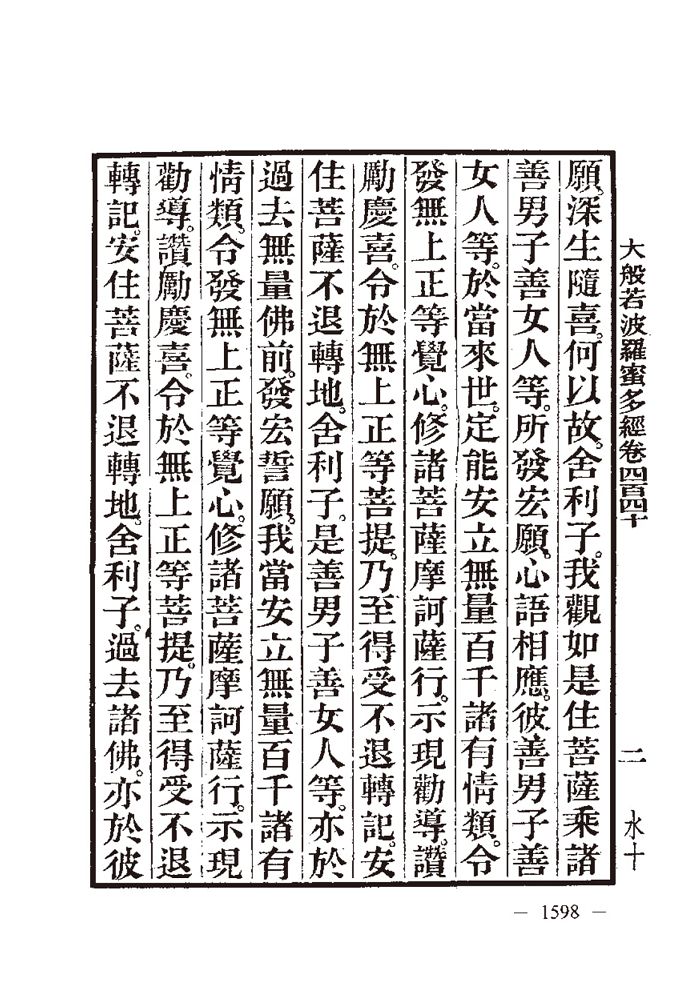 大般若波羅蜜多經卷四百四十
二
水十
願。深生隨喜。何以故。舍利子。我觀如是住菩薩乘諸
善男子善女人等。所發宏願。心語相應。彼善男子善
女人等。於當來世。定能安立無量百千諸有情類。令
發無上正等覺心。修諸菩薩摩訶薩行。示現勸導。讚
勵慶喜。令於無上正等菩提。乃至得受不退轉記。安
住菩薩不退轉地。舍利子。是善男子善女人等。亦於
過去無量佛前。發宏誓願。我當安立無量百千諸有
情類。令發無上正等覺心。修諸菩薩摩訶薩行。示現
勸導。讚勵慶喜。令於無上正等菩提。乃至得受不退
轉記。安住菩薩不退轉地。舍利子。過去諸佛。亦於彼
— 1598 —